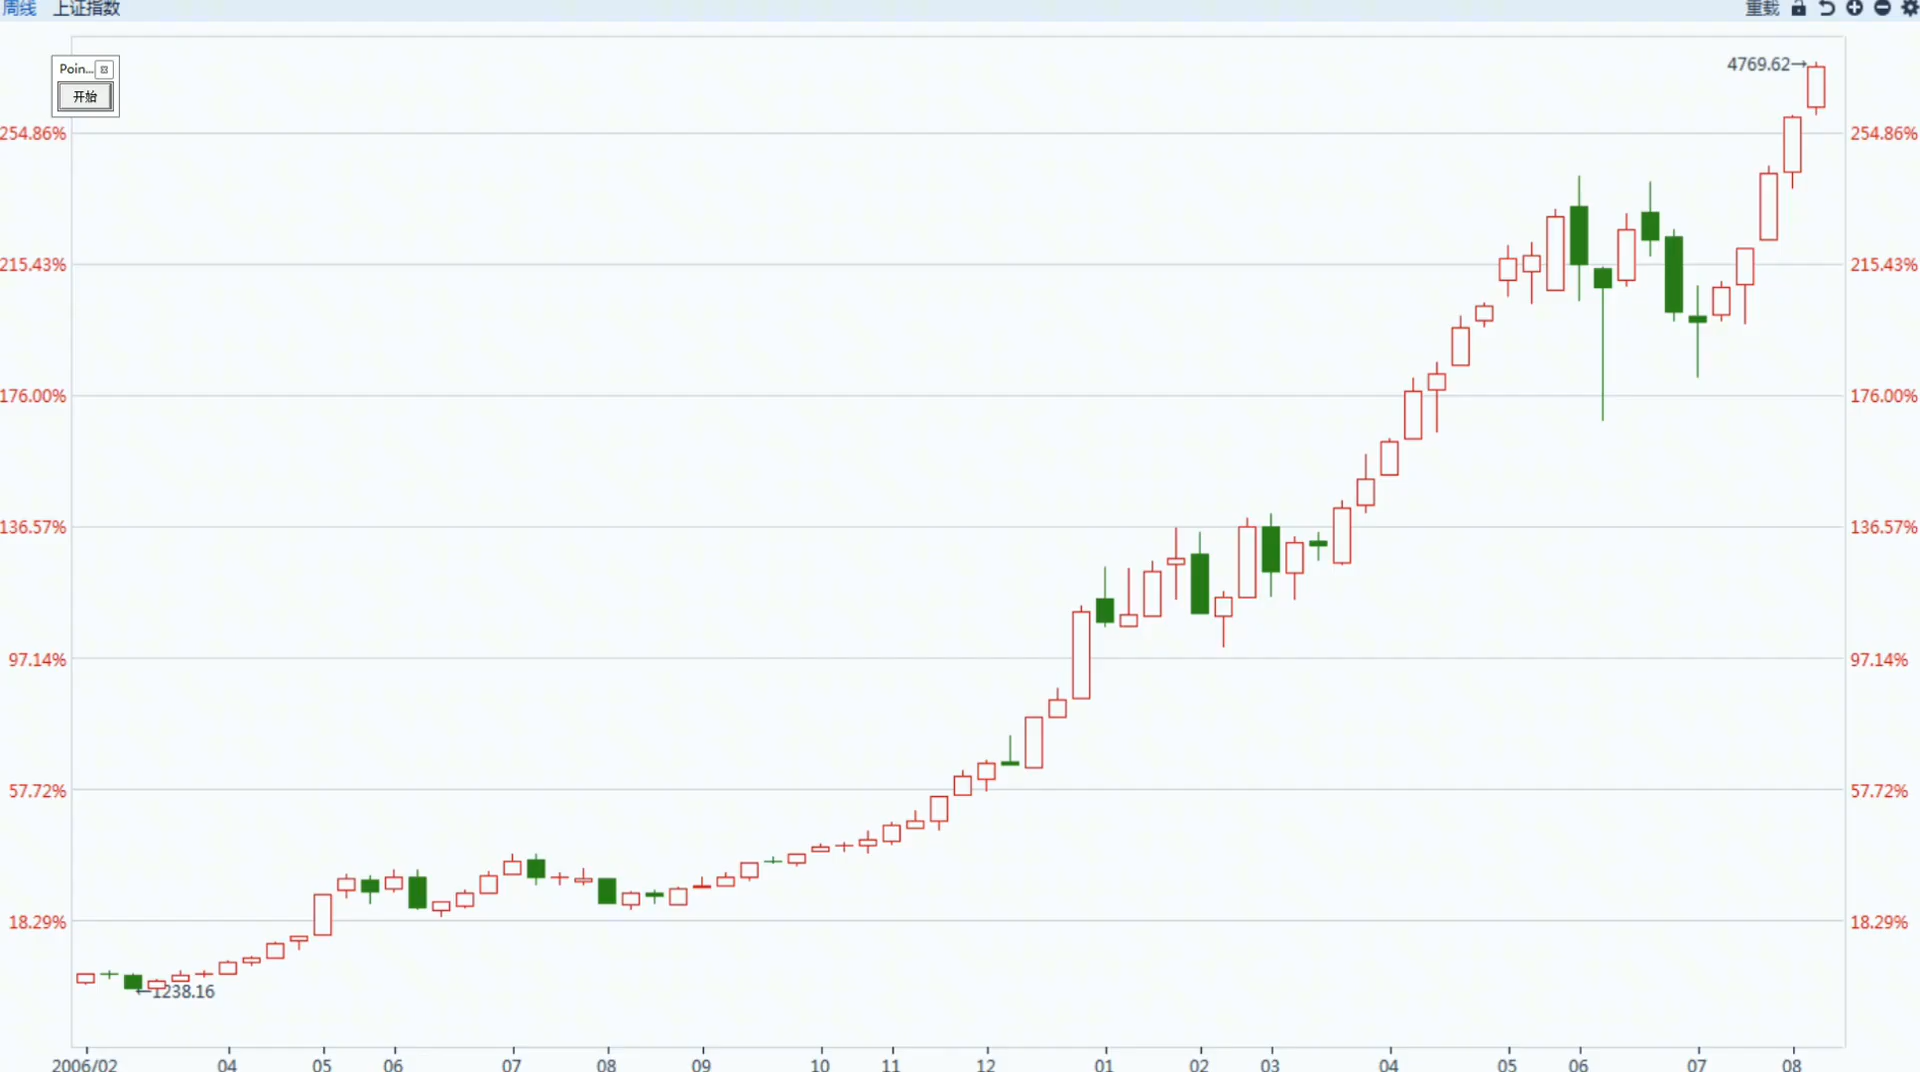 周线 上证指数 重载
Poin...
开始
4769.62→
254.86% 254.86%
215.43% 215.43%
176.00% 176.00%
136.57% 136.57%
97.14% 97.14%
57.72% 57.72%
18.29% 18.29%
←1238.16
2006/02 04 05 06 07 08 09 10 11 12 01 02 03 04 05 06 07 08